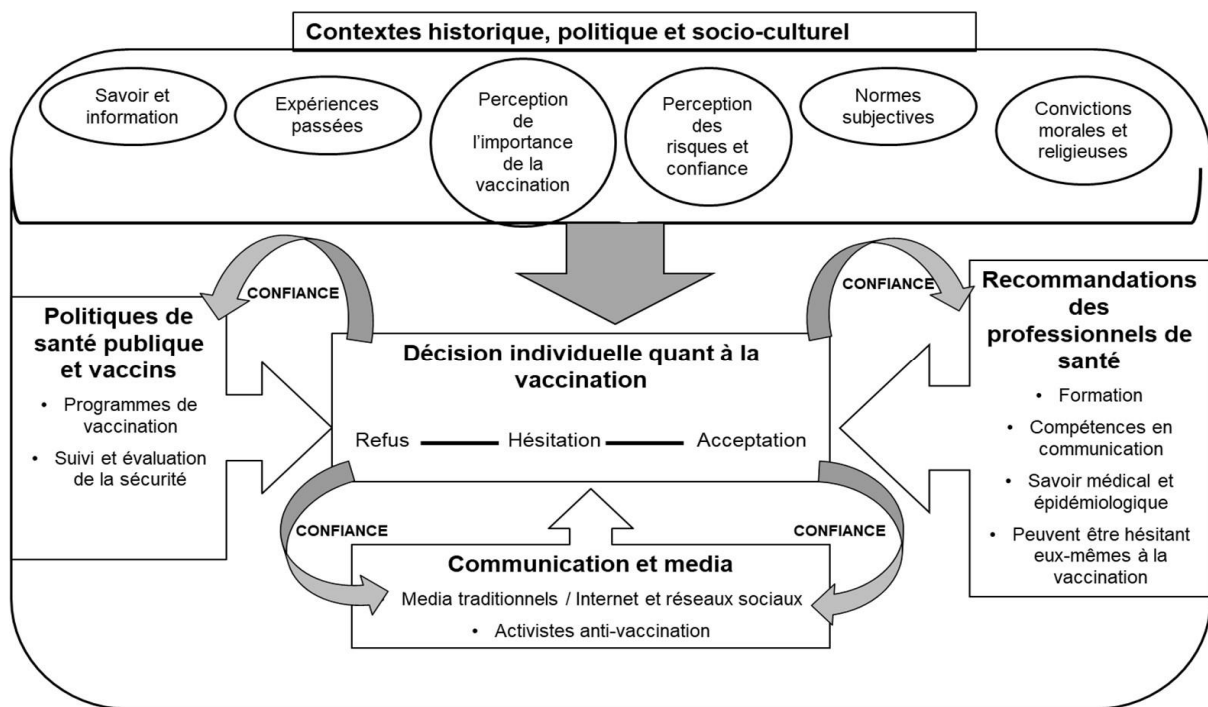 Contextes historique, politique et socio-culturel
Savoir et
information
Expériences
passées
Perception
de
l'importance
de la
vaccination
Perception
des
risques et
confiance
Normes
subjectives
Convictions
morales et
religieuses
CONFIANCE
CONFIANCE
Politiques de
santé publique
et vaccins
• Programmes de
vaccination
• Suivi et évaluation
de la sécurité
Décision individuelle quant à la
vaccination
Refus
Hésitation
Acceptation
Recommandations
des
professionnels de
santé
• Formation
• Compétences en
communication
• Savoir médical et
épidémiologique
• Peuvent être hésitant
eux-mêmes à la
vaccination
CONFIANCE
CONFIANCE
Communication et media
Media traditionnels / Internet et réseaux sociaux
• Activistes anti-vaccination